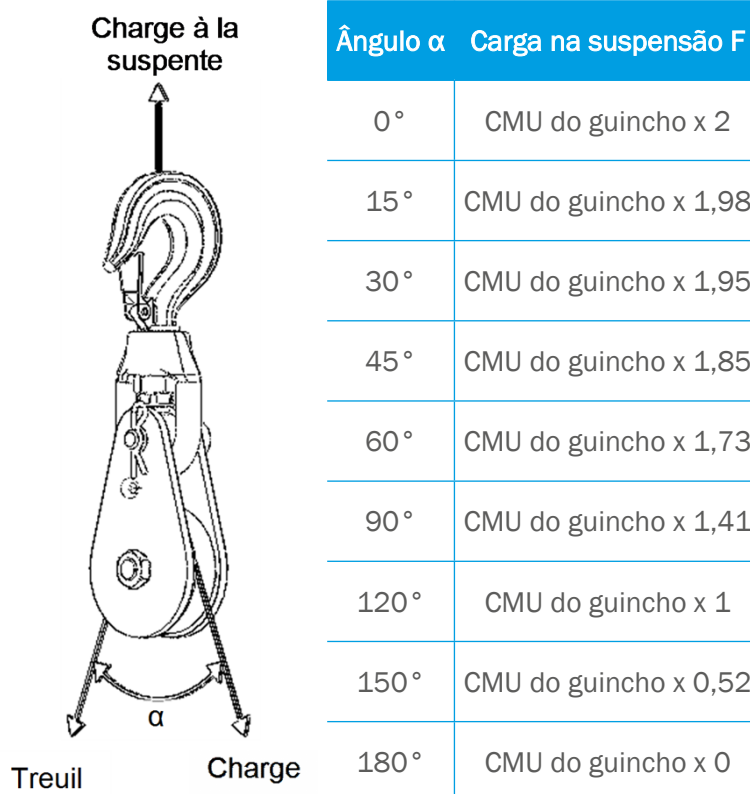 Charge à la
suspente
α
Treuil
Charge
Ângulo α Carga na suspensão F
0° CMU do guincho x 2
15° CMU do guincho x 1,98
30° CMU do guincho x 1,95
45° CMU do guincho x 1,85
60° CMU do guincho x 1,73
90° CMU do guincho x 1,41
120° CMU do guincho x 1
150° CMU do guincho x 0,52
180° CMU do guincho x 0